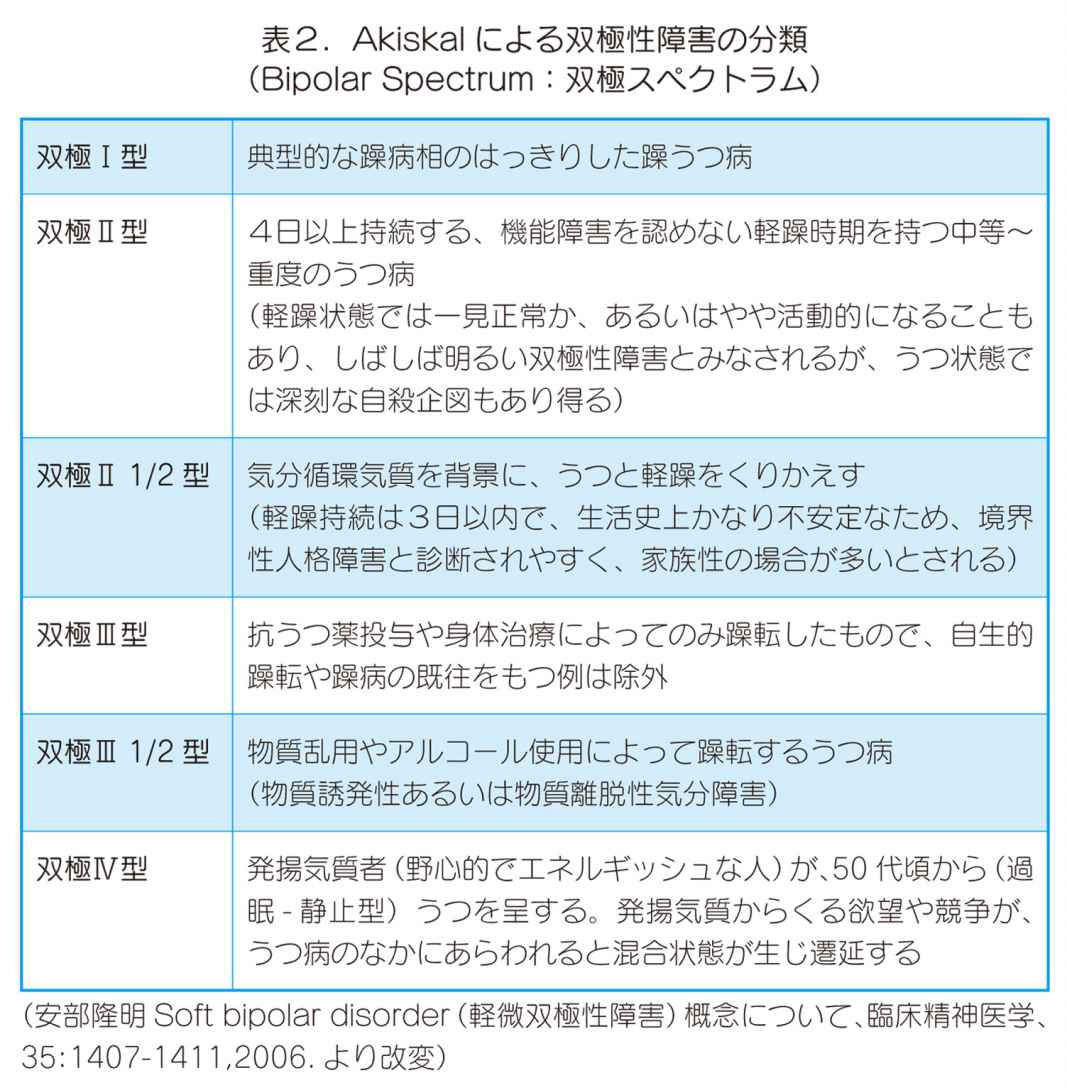 表２．Akiskal による双極性障害の分類
（Bipolar Spectrum：双極スペクトラム）
双極Ⅰ型
典型的な躁病相のはっきりした躁うつ病
双極Ⅱ型
４日以上持続する、機能障害を認めない軽躁時期を持つ中等～
重度のうつ病
（軽躁状態では一見正常か、あるいはやや活動的になることも
あり、しばしば明るい双極性障害とみなされるが、うつ状態で
は深刻な自殺企図もあり得る）
双極Ⅱ 1/2 型
気分循環気質を背景に、うつと軽躁をくりかえす
（軽躁持続は３日以内で、生活史上かなり不安定なため、境界
性人格障害と診断されやすく、家族性の場合が多いとされる）
双極Ⅲ型
抗うつ薬投与や身体治療によってのみ躁転したもので、自生的
躁転や躁病の既往をもつ例は除外
双極Ⅲ 1/2 型
物質乱用やアルコール使用によって躁転するうつ病
（物質誘発性あるいは物質離脱性気分障害）
双極Ⅳ型
発揚気質者（野心的でエネルギッシュな人）が、50 代頃から（過
眠 - 静止型）うつを呈する。発揚気質からくる欲望や競争が、
うつ病のなかにあらわれると混合状態が生じ遷延する
（安部隆明 Soft bipolar disorder（軽微双極性障害）概念について、臨床精神医学、
35:1407-1411,2006. より改変）